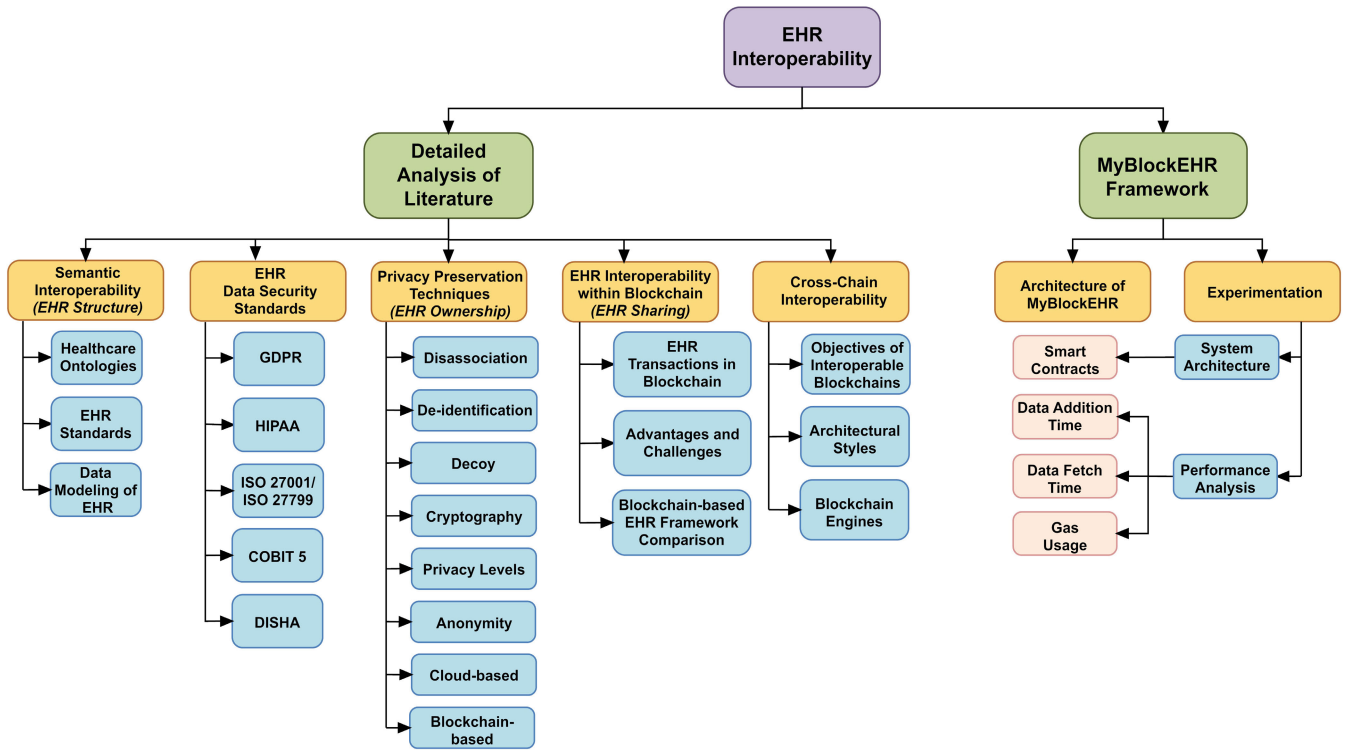 EHR
Interoperability
Detailed
Analysis of
Literature
MyBlockEHR
Framework
Semantic
Interoperability
(EHR Structure)
EHR
Data Security
Standards
Privacy Preservation
Techniques
(EHR Ownership)
EHR Interoperability
within Blockchain
(EHR Sharing)
Cross-Chain
Interoperability
Architecture of
MyBlockEHR
Experimentation
Healthcare
Ontologies
EHR
Standards
Data
Modeling of
EHR
GDPR
HIPAA
ISO 27001/
ISO 27799
COBIT 5
DISHA
Disassociation
De-identification
Decoy
Cryptography
Privacy Levels
Anonymity
Cloud-based
Blockchain-
based
EHR
Transactions in
Blockchain
Advantages and
Challenges
Blockchain-based
EHR Framework
Comparison
Objectives of
Interoperable
Blockchains
Architectural
Styles
Blockchain
Engines
Smart
Contracts
System
Architecture
Data Addition
Time
Data Fetch
Time
Gas
Usage
Performance
Analysis